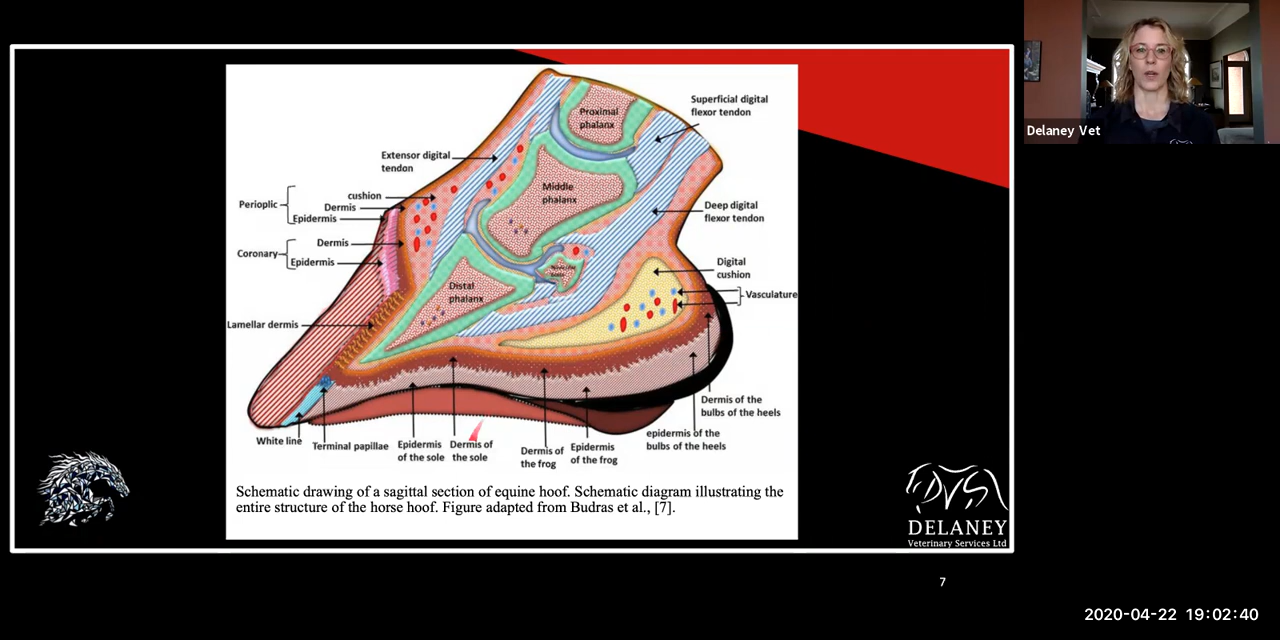 Delaney Vet
Superficial digital
flexor tendon
Proximal
phalanx
Extensor digital
tendon
Middle
phalanx
cushion
Perioplic
Dermis
Epidermis
Deep digital
flexor tendon
Dermis
Coronary
Epidermis
Digital
cushion
Distal
phalanx
Vasculature
Lamellar dermis
Dermis of the
bulbs of the heels
White line
Terminal papillae
Epidermis
of the sole
Dermis of
the sole
Dermis of
the frog
Epidermis
of the frog
epidermis of the
bulbs of the heels
Schematic drawing of a sagittal section of equine hoof. Schematic diagram illustrating the
entire structure of the horse hoof. Figure adapted from Budras et al., [7].
DVS
DELANEY
Veterinary Services Ltd
7
2020-04-22 19:02:40